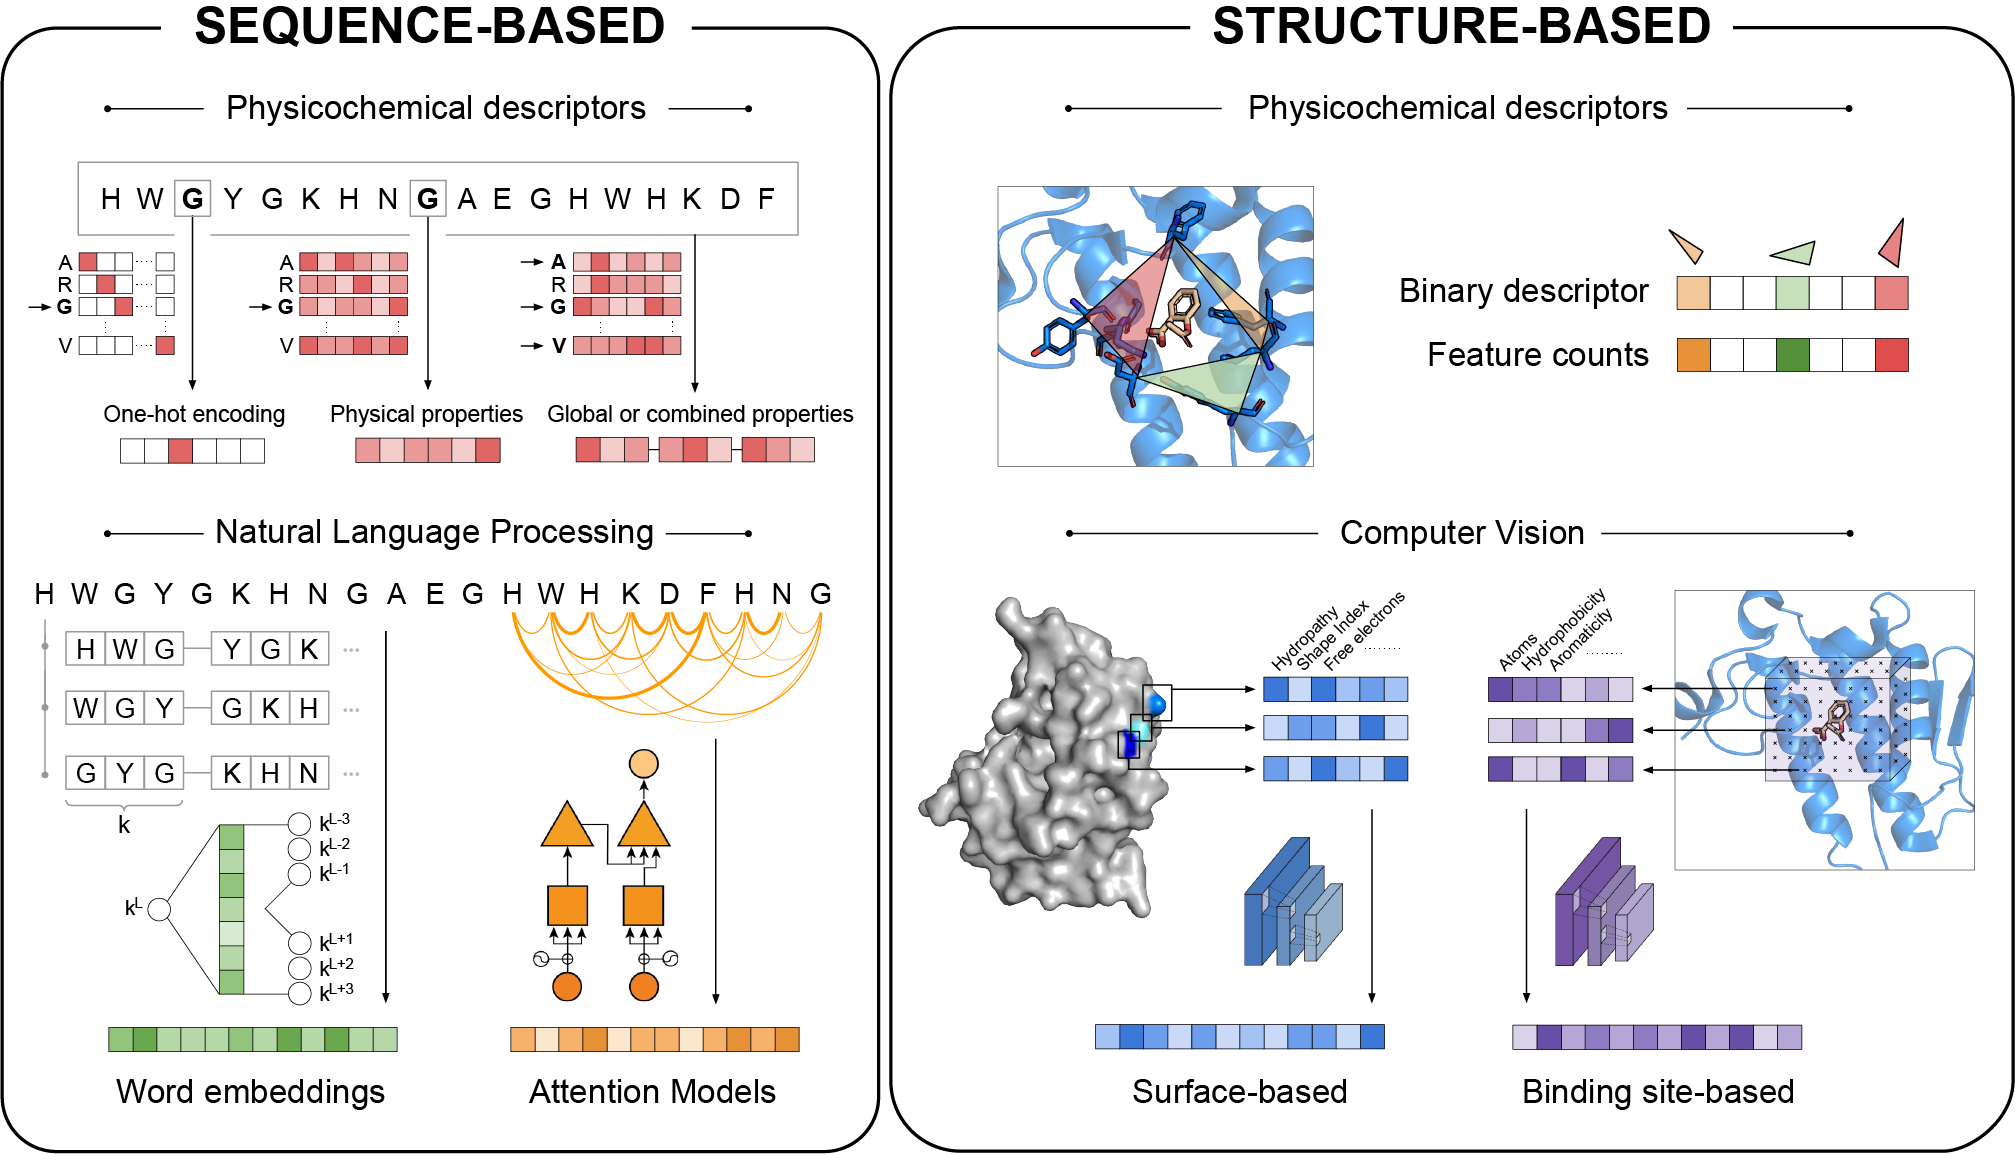 SEQUENCE-BASED
Physicochemical descriptors
H W G Y G K H N G A E G H W H K D F
A
R
G
V
A
R
G
V
A
R
G
V
One-hot encoding
Physical properties
Global or combined properties
Natural Language Processing
H W G Y G K H N G A E G H W H K D F H N G
H W G Y G K ...
W G Y G K H ...
G Y G K H N ...
k
k^L-3
k^L-2
k^L-1
k^L
k^L+1
k^L+2
k^L+3
Word embeddings
Attention Models
STRUCTURE-BASED
Physicochemical descriptors
Binary descriptor
Feature counts
Computer Vision
Hydropathy
Shape Index
Free electrons
Atoms
Hydrophobicity
Aromaticity
Surface-based
Binding site-based